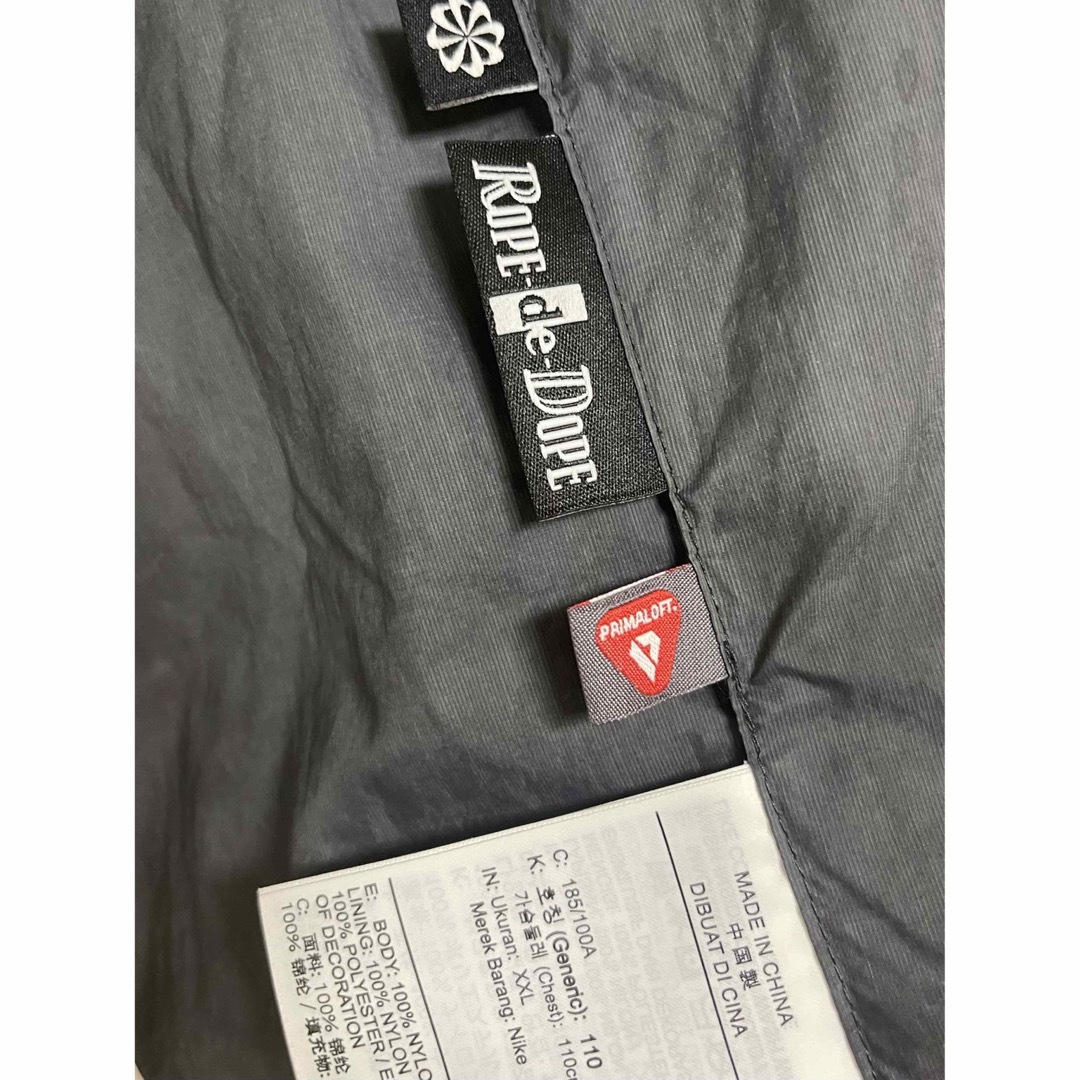 ROPE-de-DOPE
PRIMALOFT.
MADE IN CHINA
中国製
DIBUAT DI CINA
C: 185/100A
K: 호칭 (Generic): 110
가슴둘레 (Chest): 110cm
IN: Ukuran: XXL
Merek Barang: Nike
E: BODY: 100% NYLO
LINING: 100% NYLON
100% POLYESTER / E
OF DECORATION
C: 面料: 100% 锦纶
100% 锦纶 / 填充物: